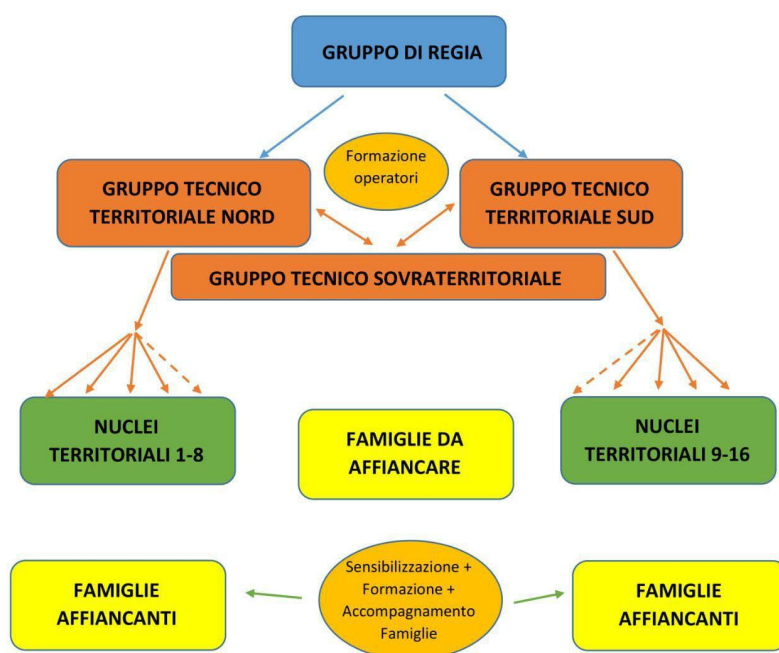 GRUPPO DI REGIA
Formazione
operatori
GRUPPO TECNICO
TERRITORIALE NORD
GRUPPO TECNICO
TERRITORIALE SUD
GRUPPO TECNICO SOVRATERRITORIALE
NUCLEI
TERRITORIALI 1-8
FAMIGLIE DA
AFFIANCARE
NUCLEI
TERRITORIALI 9-16
FAMIGLIE
AFFIANCANTI
Sensibilizzazione +
Formazione +
Accompagnamento
Famiglie
FAMIGLIE
AFFIANCANTI